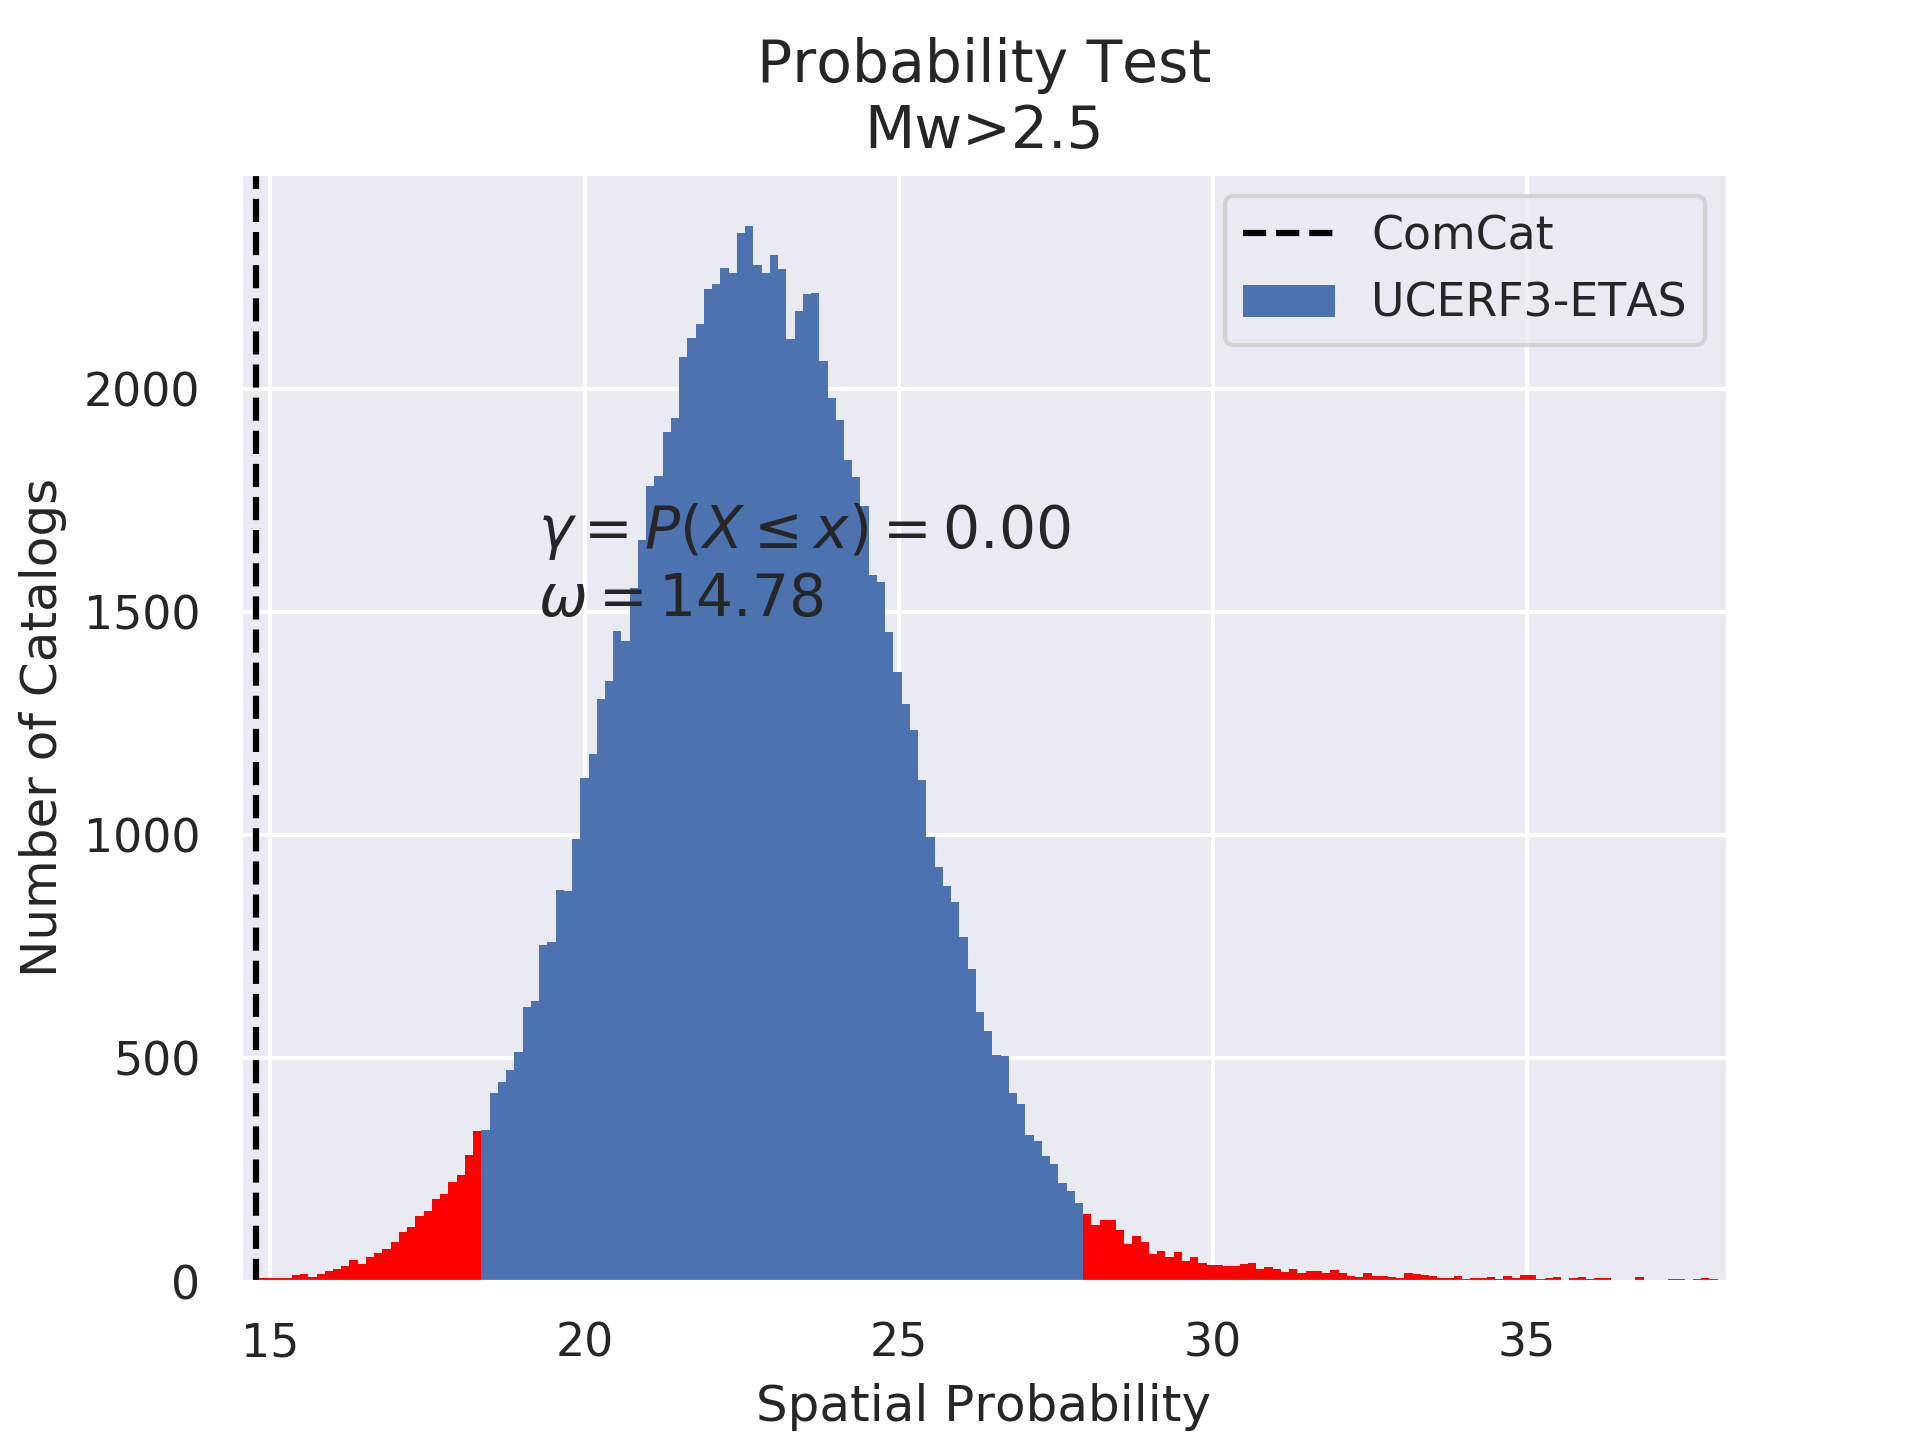 Probability Test
Mw>2.5
ComCat
UCERF3-ETAS
γ = P(X ≤ x) = 0.00
ω = 14.78
Number of Catalogs
2000
1500
1000
500
0
15 20 25 30 35
Spatial Probability